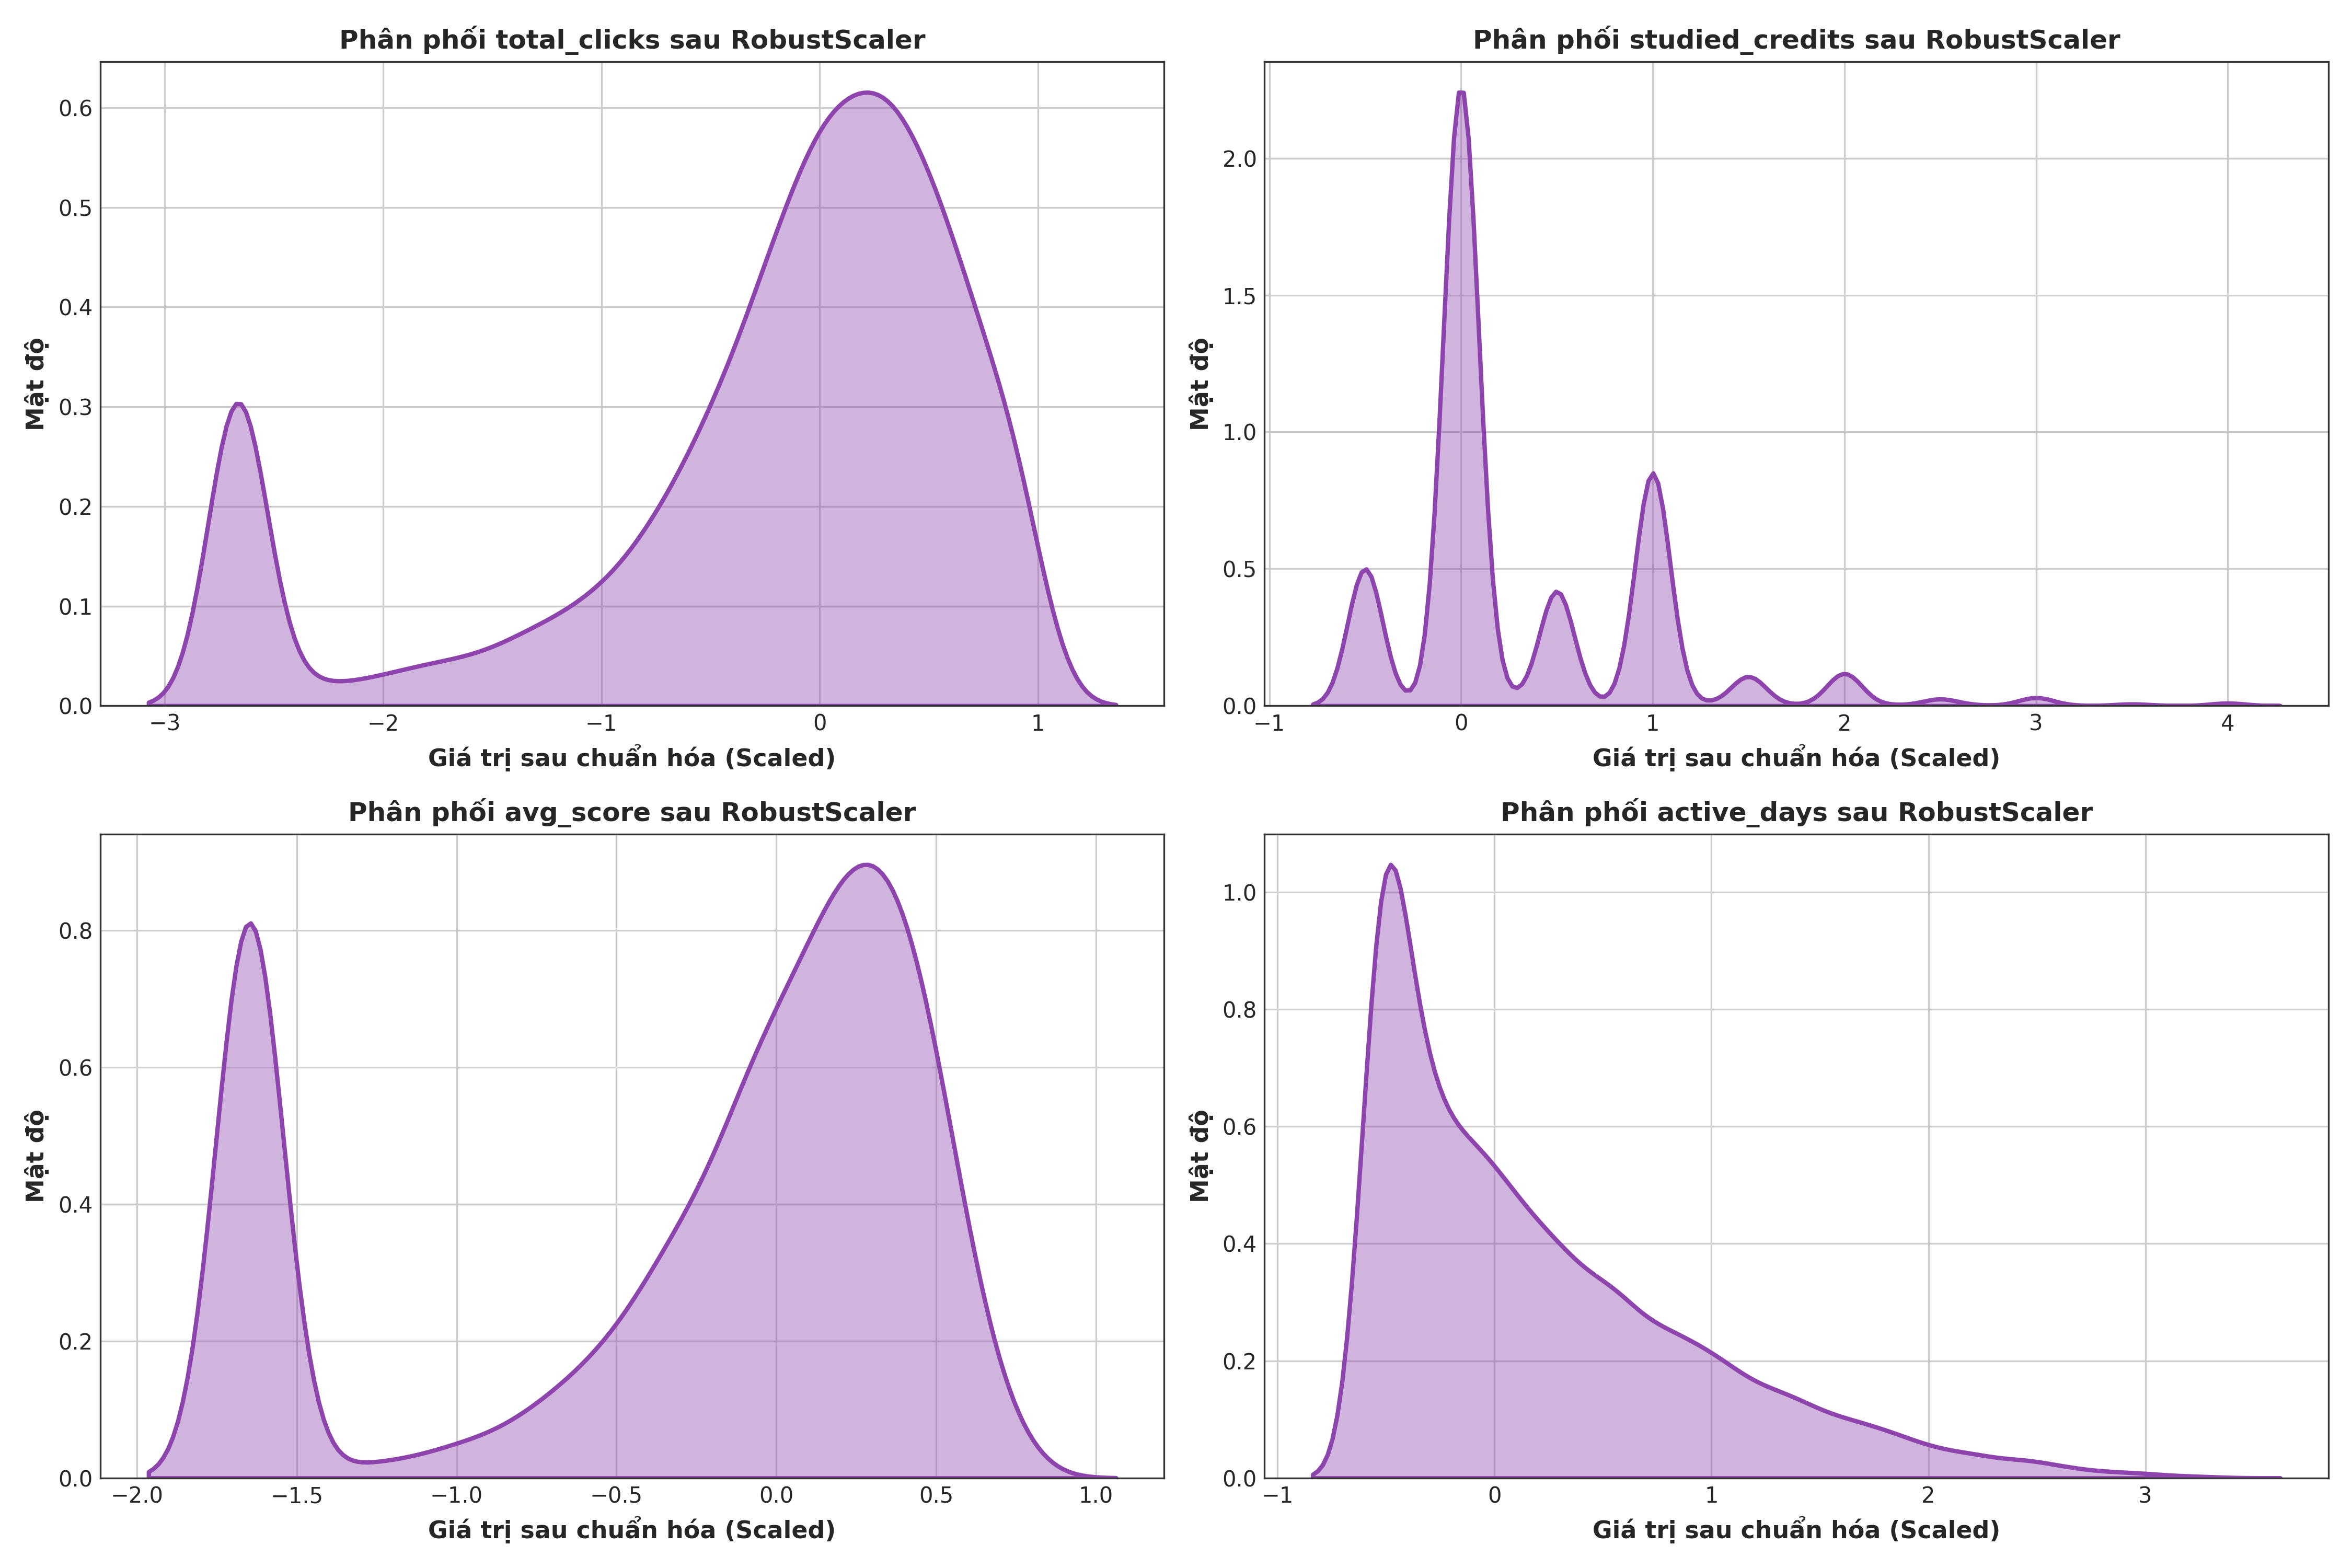 Phân phối total_clicks sau RobustScaler
Mật độ
0.6
0.5
0.4
0.3
0.2
0.1
0.0
−3 −2 −1 0 1
Giá trị sau chuẩn hóa (Scaled)
Phân phối studied_credits sau RobustScaler
Mật độ
2.0
1.5
1.0
0.5
0.0
−1 0 1 2 3 4
Giá trị sau chuẩn hóa (Scaled)
Phân phối avg_score sau RobustScaler
Mật độ
0.8
0.6
0.4
0.2
0.0
−2.0 −1.5 −1.0 −0.5 0.0 0.5 1.0
Giá trị sau chuẩn hóa (Scaled)
Phân phối active_days sau RobustScaler
Mật độ
1.0
0.8
0.6
0.4
0.2
0.0
−1 0 1 2 3
Giá trị sau chuẩn hóa (Scaled)